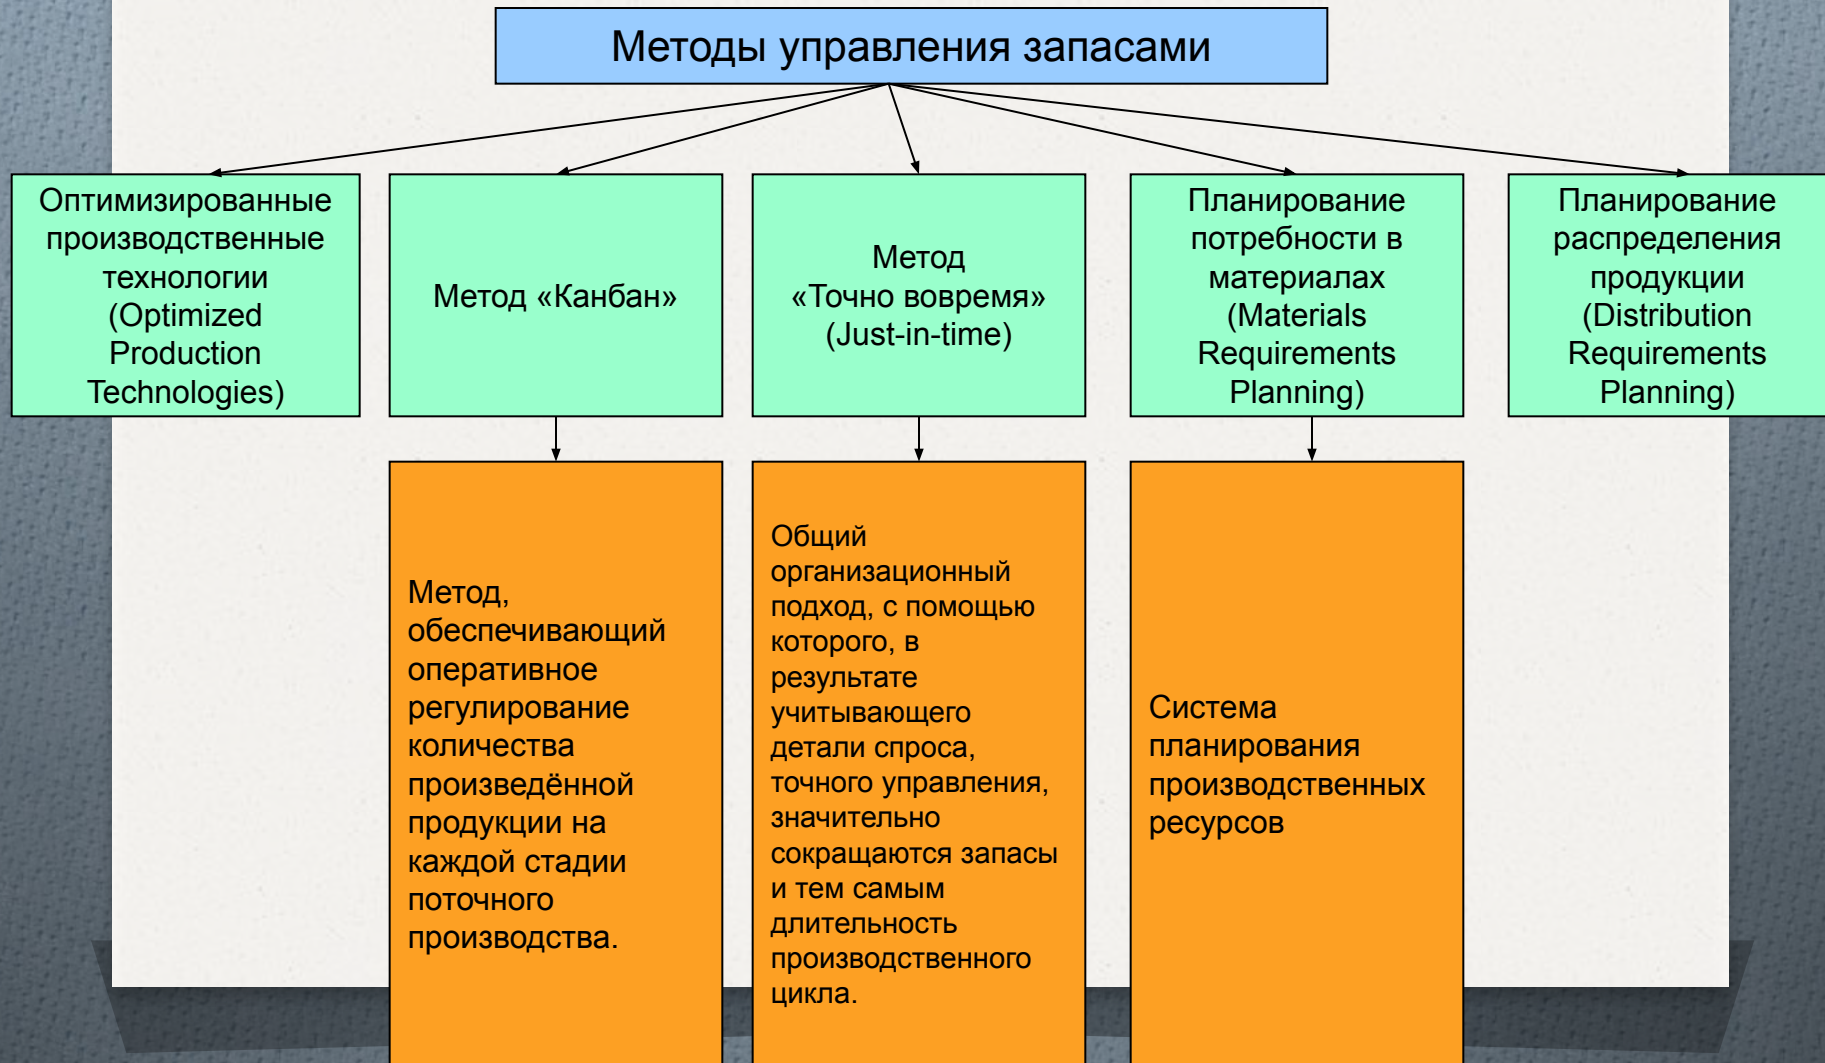 Методы управления запасами
Оптимизированные
производственные
технологии
(Optimized
Production
Technologies)
Метод «Канбан»
Метод
«Точно вовремя»
(Just-in-time)
Планирование
потребности в
материалах
(Materials
Requirements
Planning)
Планирование
распределения
продукции
(Distribution
Requirements
Planning)
Метод,
обеспечивающий
оперативное
регулирование
количества
произведённой
продукции на
каждой стадии
поточного
производства.
Общий
организационный
подход, с помощью
которого, в
результате
учитывающего
детали спроса,
точного управления,
значительно
сокращаются запасы
и тем самым
длительность
производственного
цикла.
Система
планирования
производственных
ресурсов